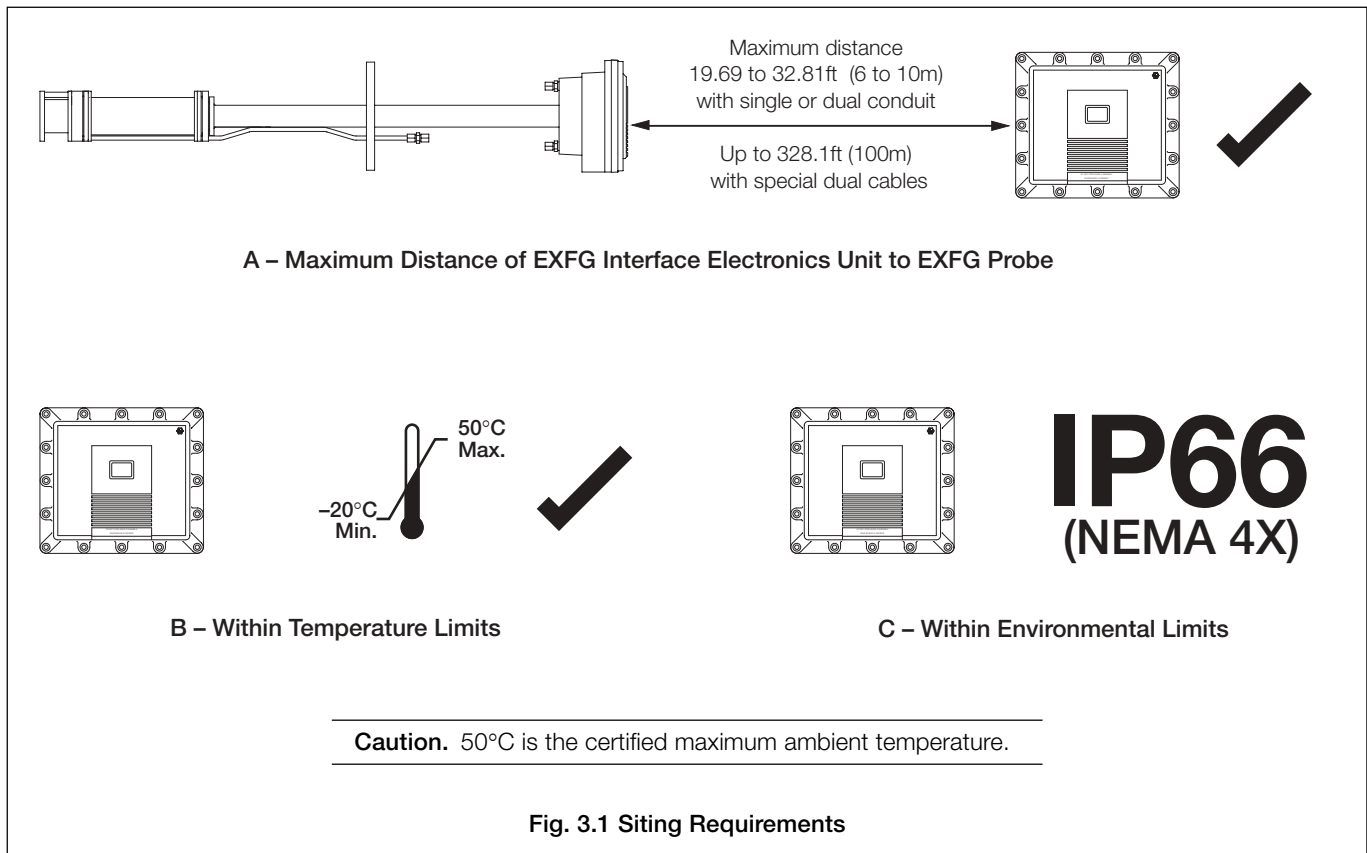 Maximum distance
19.69 to 32.81ft (6 to 10m)
with single or dual conduit
Up to 328.1ft (100m)
with special dual cables
A – Maximum Distance of EXFG Interface Electronics Unit to EXFG Probe
50°C
Max.
–20°C
Min.
IP66
(NEMA 4X)
B – Within Temperature Limits
C – Within Environmental Limits
Caution. 50°C is the certified maximum ambient temperature.
Fig. 3.1 Siting Requirements